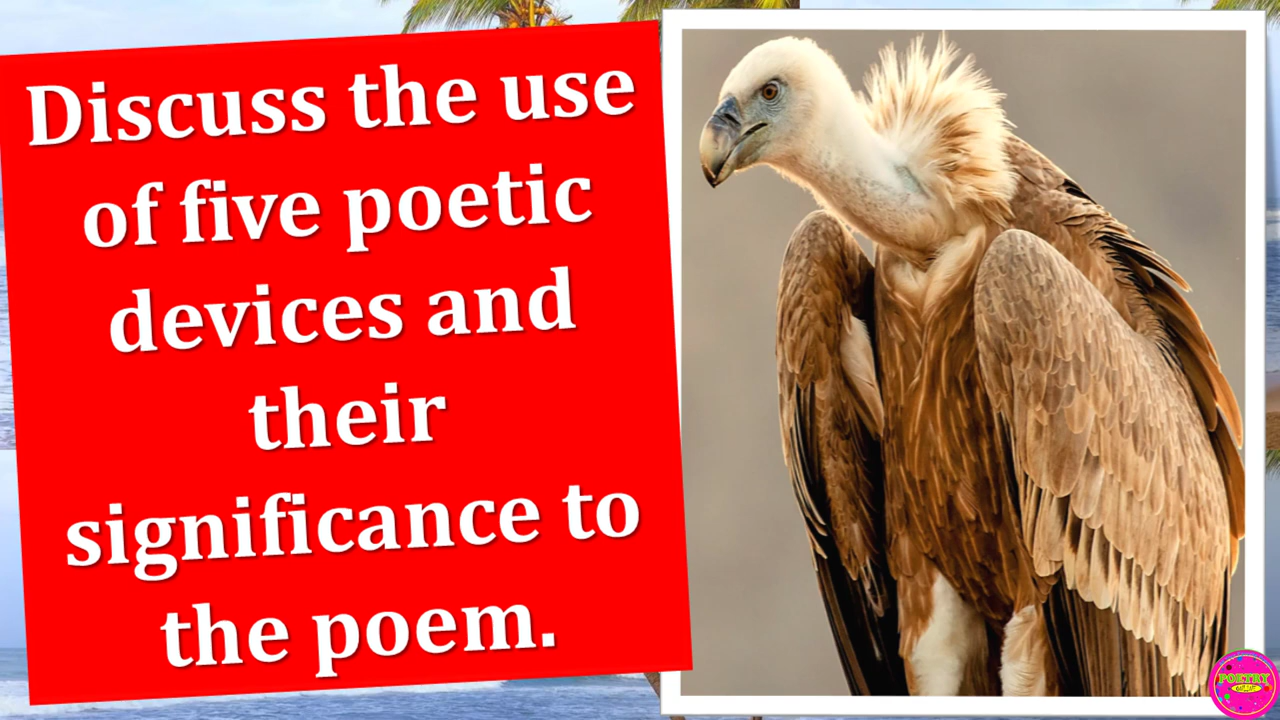 Discuss the use
of five poetic
devices and
their
significance to
the poem.
POETRY